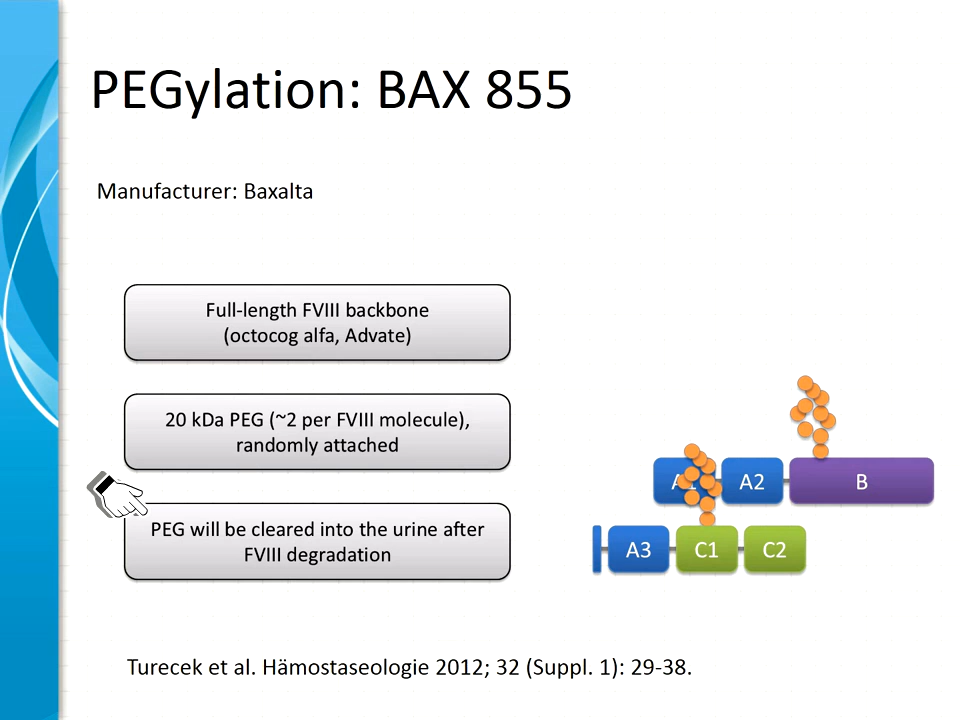 PEGylation: BAX 855
Manufacturer: Baxalta
Full-length FVIII backbone
(octocog alfa, Advate)
20 kDa PEG (~2 per FVIII molecule),
randomly attached
PEG will be cleared into the urine after
FVIII degradation
A1 A2 B
A3 C1 C2
Turecek et al. Hämostaseologie 2012; 32 (Suppl. 1): 29-38.